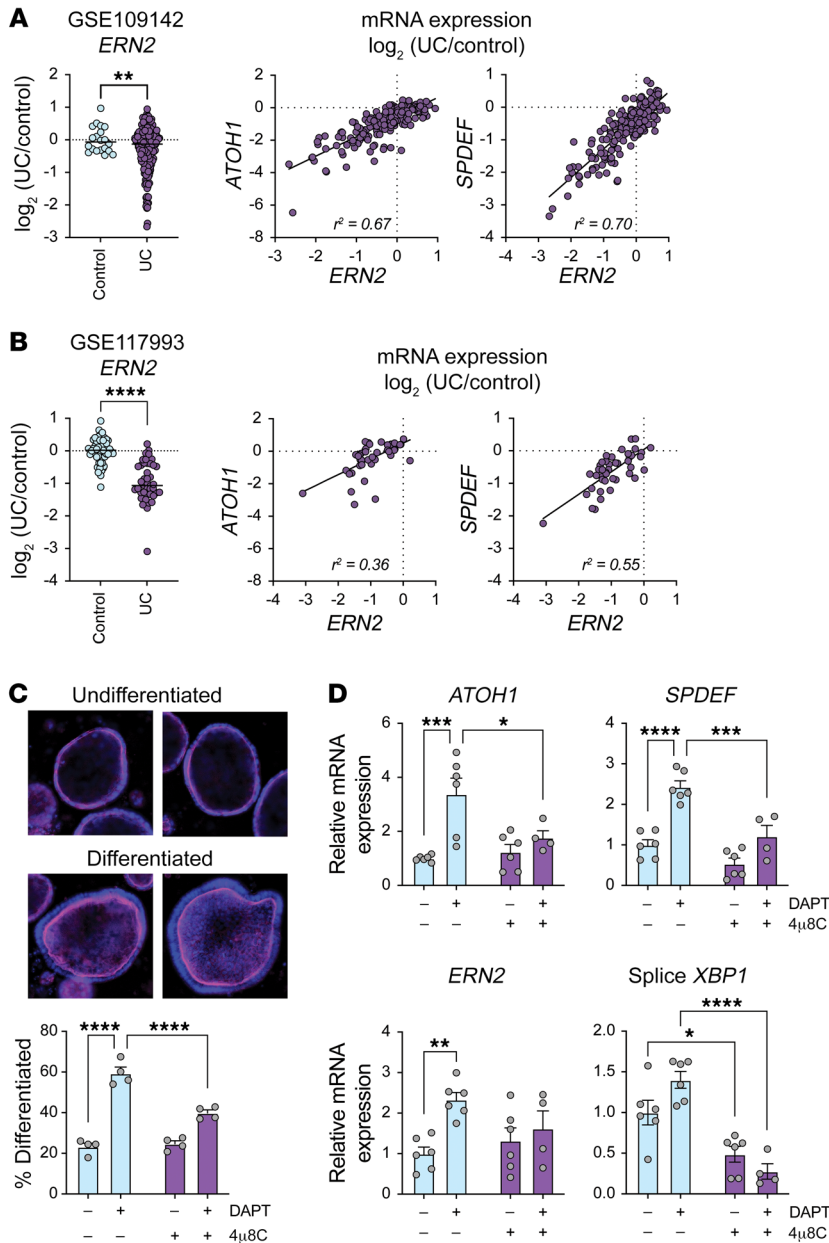 A
GSE109142
ERN2
mRNA expression
log2 (UC/control)
**
log2 (UC/control)
2
1
0
-1
-2
-3
Control
UC
ATOH1
2
0
-2
-4
-6
-8
r2 = 0.67
-3 -2 -1 0 1
ERN2
SPDEF
1
0
-1
-2
-3
-4
r2 = 0.70
-3 -2 -1 0 1
ERN2
B
GSE117993
ERN2
mRNA expression
log2 (UC/control)
****
log2 (UC/control)
1
0
-1
-2
-3
-4
Control
UC
ATOH1
2
0
-2
-4
-6
-8
r2 = 0.36
-4 -3 -2 -1 0 1
ERN2
SPDEF
1
0
-1
-2
-3
-4
r2 = 0.55
-4 -3 -2 -1 0 1
ERN2
C
Undifferentiated
Differentiated
% Differentiated
80
60
40
20
0
**** ****
– + – + DAPT
– – + + 4µ8C
D
ATOH1
Relative mRNA
expression
6
4
2
0
*** *
– + – +
– – + +
SPDEF
4
3
2
1
0
**** ***
– + – + DAPT
– – + + 4µ8C
ERN2
Relative mRNA
expression
4
3
2
1
0
**
– + – +
– – + +
Splice XBP1
2.0
1.5
1.0
0.5
0.0
****
*
– + – + DAPT
– – + + 4µ8C